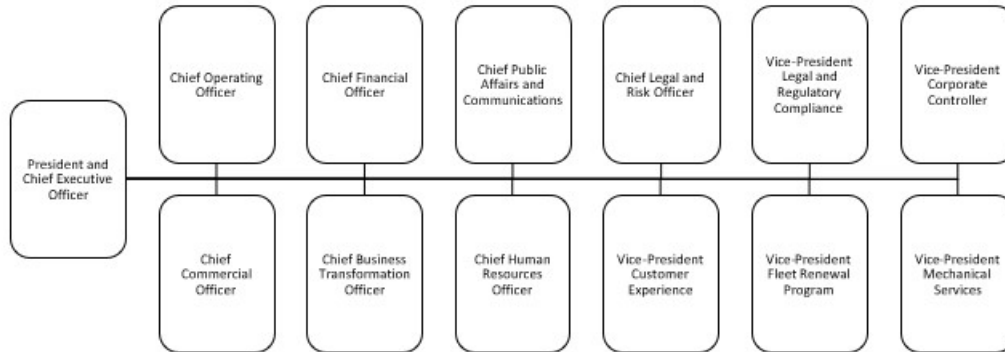 Chief Operating
Officer
Chief Financial
Officer
Chief Public
Affairs and
Communications
Chief Legal and
Risk Officer
Vice-President
Legal and
Regulatory
Compliance
Vice-President
Corporate
Controller
President and
Chief Executive
Officer
Chief
Commercial
Officer
Chief Business
Transformation
Officer
Chief Human
Resources
Officer
Vice-President
Customer
Experience
Vice-President
Fleet Renewal
Program
Vice-President
Mechanical
Services